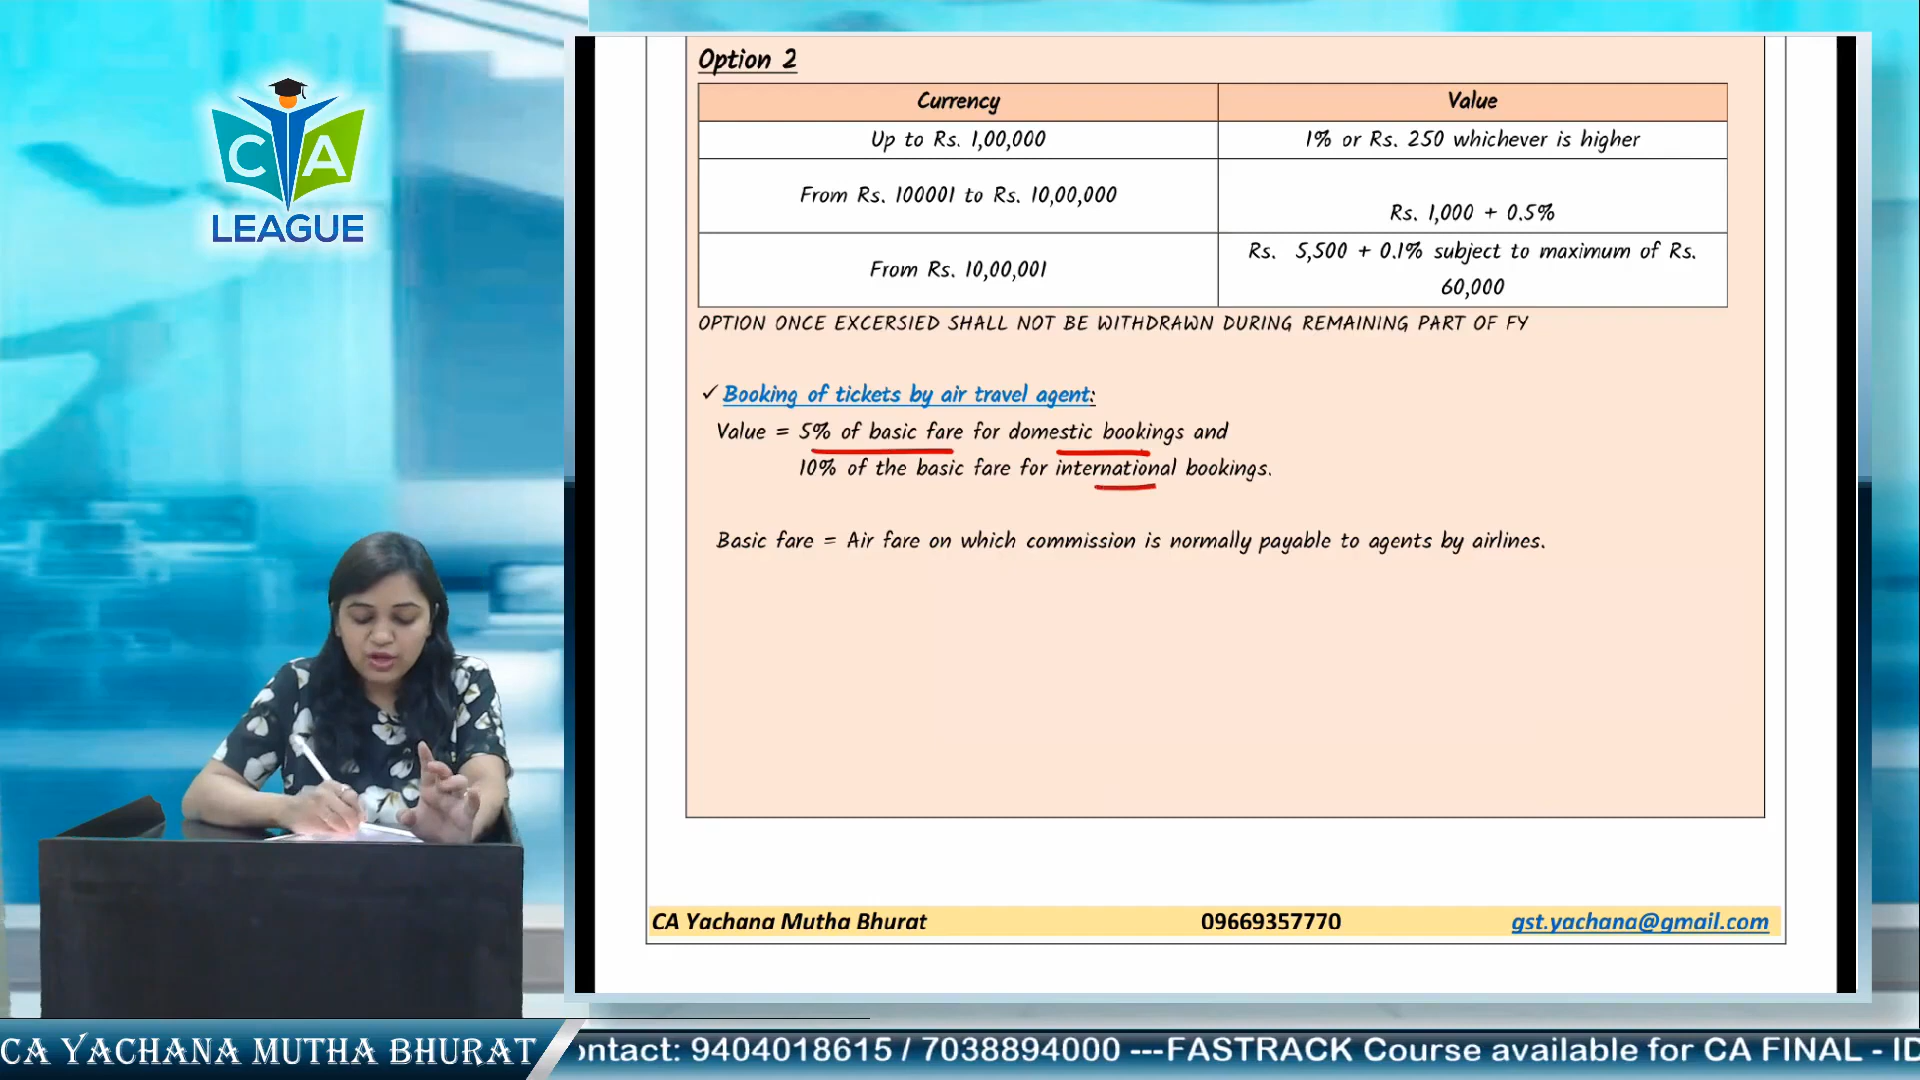 CA
LEAGUE
Option 2
Currency
Value
Up to Rs. 1,00,000
1% or Rs. 250 whichever is higher
From Rs. 100001 to Rs. 10,00,000
Rs. 1,000 + 0.5%
From Rs. 10,00,001
Rs. 5,500 + 0.1% subject to maximum of Rs.
60,000
OPTION ONCE EXCERSIED SHALL NOT BE WITHDRAWN DURING REMAINING PART OF FY
✓ Booking of tickets by air travel agent:
Value = 5% of basic fare for domestic bookings and
10% of the basic fare for international bookings.
Basic fare = Air fare on which commission is normally payable to agents by airlines.
CA Yachana Mutha Bhurat 09669357770 gst.yachana@gmail.com
CA YACHANA MUTHA BHURAT
ontact: 9404018615 / 7038894000 ---FASTRACK Course available for CA FINAL - ID